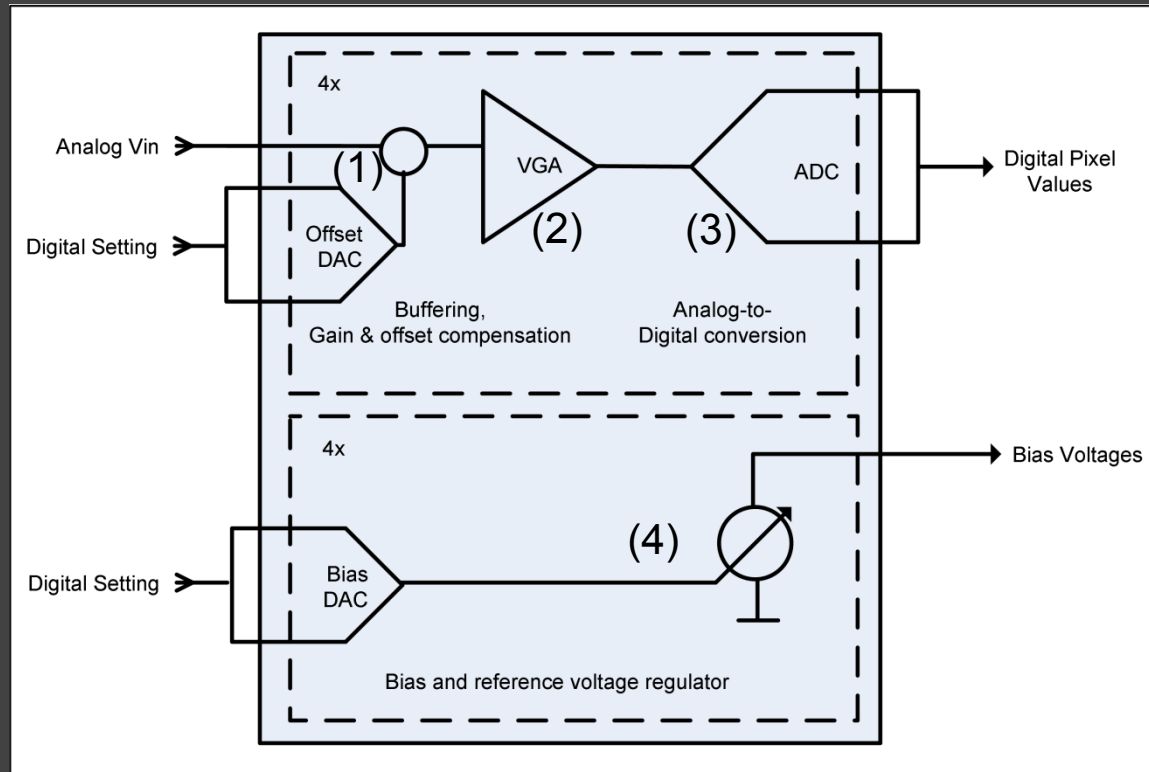 4x
Analog Vin
(1)
VGA
ADC
Digital Pixel
Values
(2)
(3)
Digital Setting
Offset
DAC
Buffering,
Gain & offset compensation
Analog-to-
Digital conversion
4x
Bias Voltages
(4)
Digital Setting
Bias
DAC
Bias and reference voltage regulator